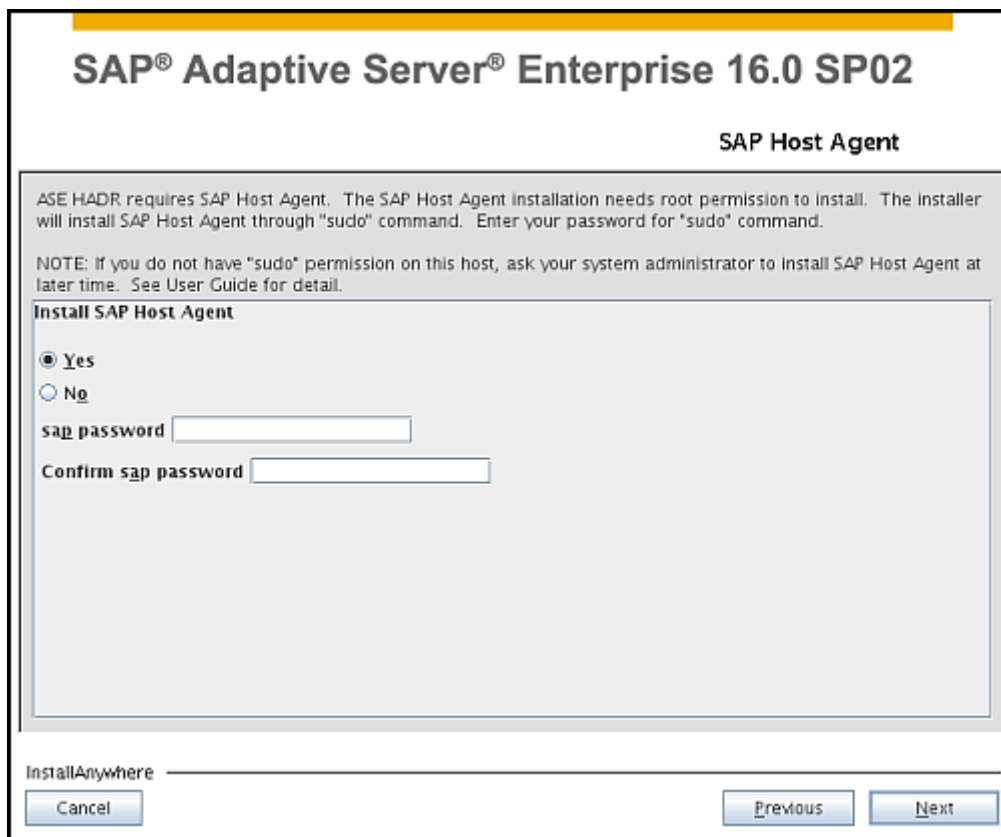 SAP® Adaptive Server® Enterprise 16.0 SP02
SAP Host Agent
ASE HADR requires SAP Host Agent. The SAP Host Agent installation needs root permission to install. The installer
will install SAP Host Agent through "sudo" command. Enter your password for "sudo" command.
NOTE: If you do not have "sudo" permission on this host, ask your system administrator to install SAP Host Agent at
later time. See User Guide for detail.
Install SAP Host Agent
Yes
No
sap password
Confirm sap password
InstallAnywhere
Cancel
Previous
Next